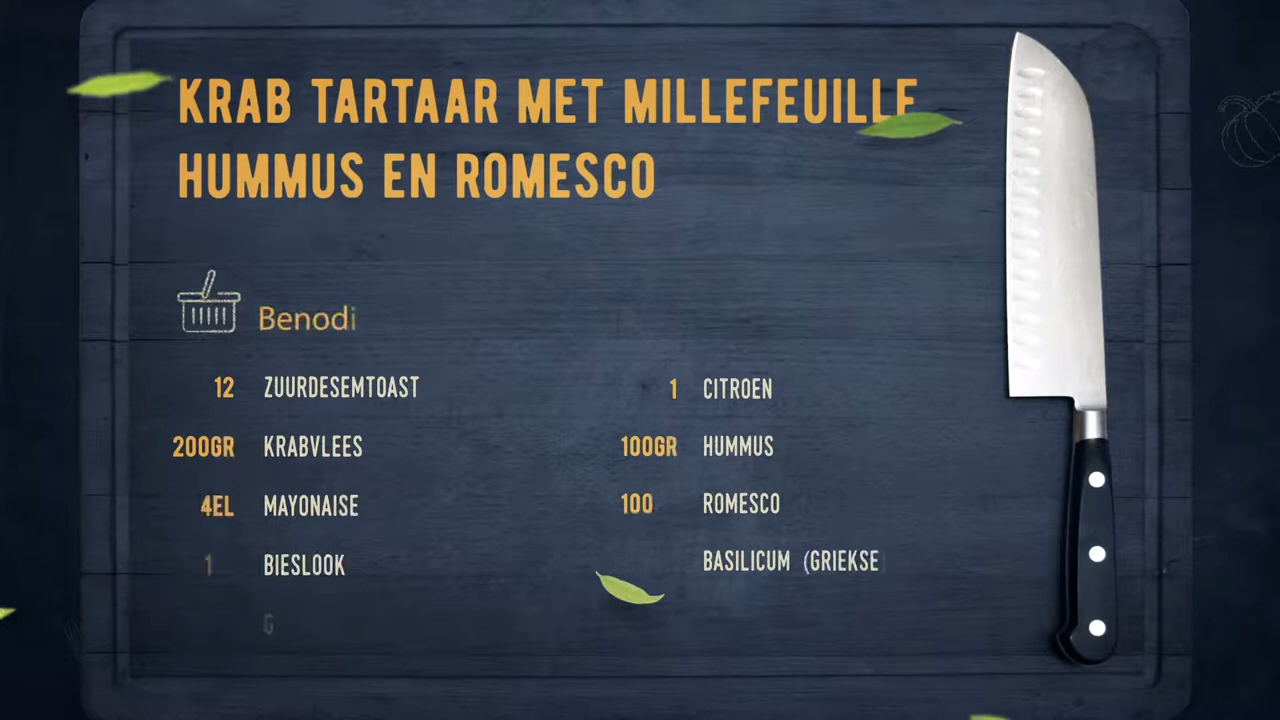 KRAB TARTAAR MET MILLEFEUILLE
HUMMUS EN ROMESCO
Benodi
12 ZUURDESEMTOAST
200GR KRABVLEES
4EL MAYONAISE
1 BIESLOOK
G
1 CITROEN
100GR HUMMUS
100 ROMESCO
BASILICUM (GRIEKSE